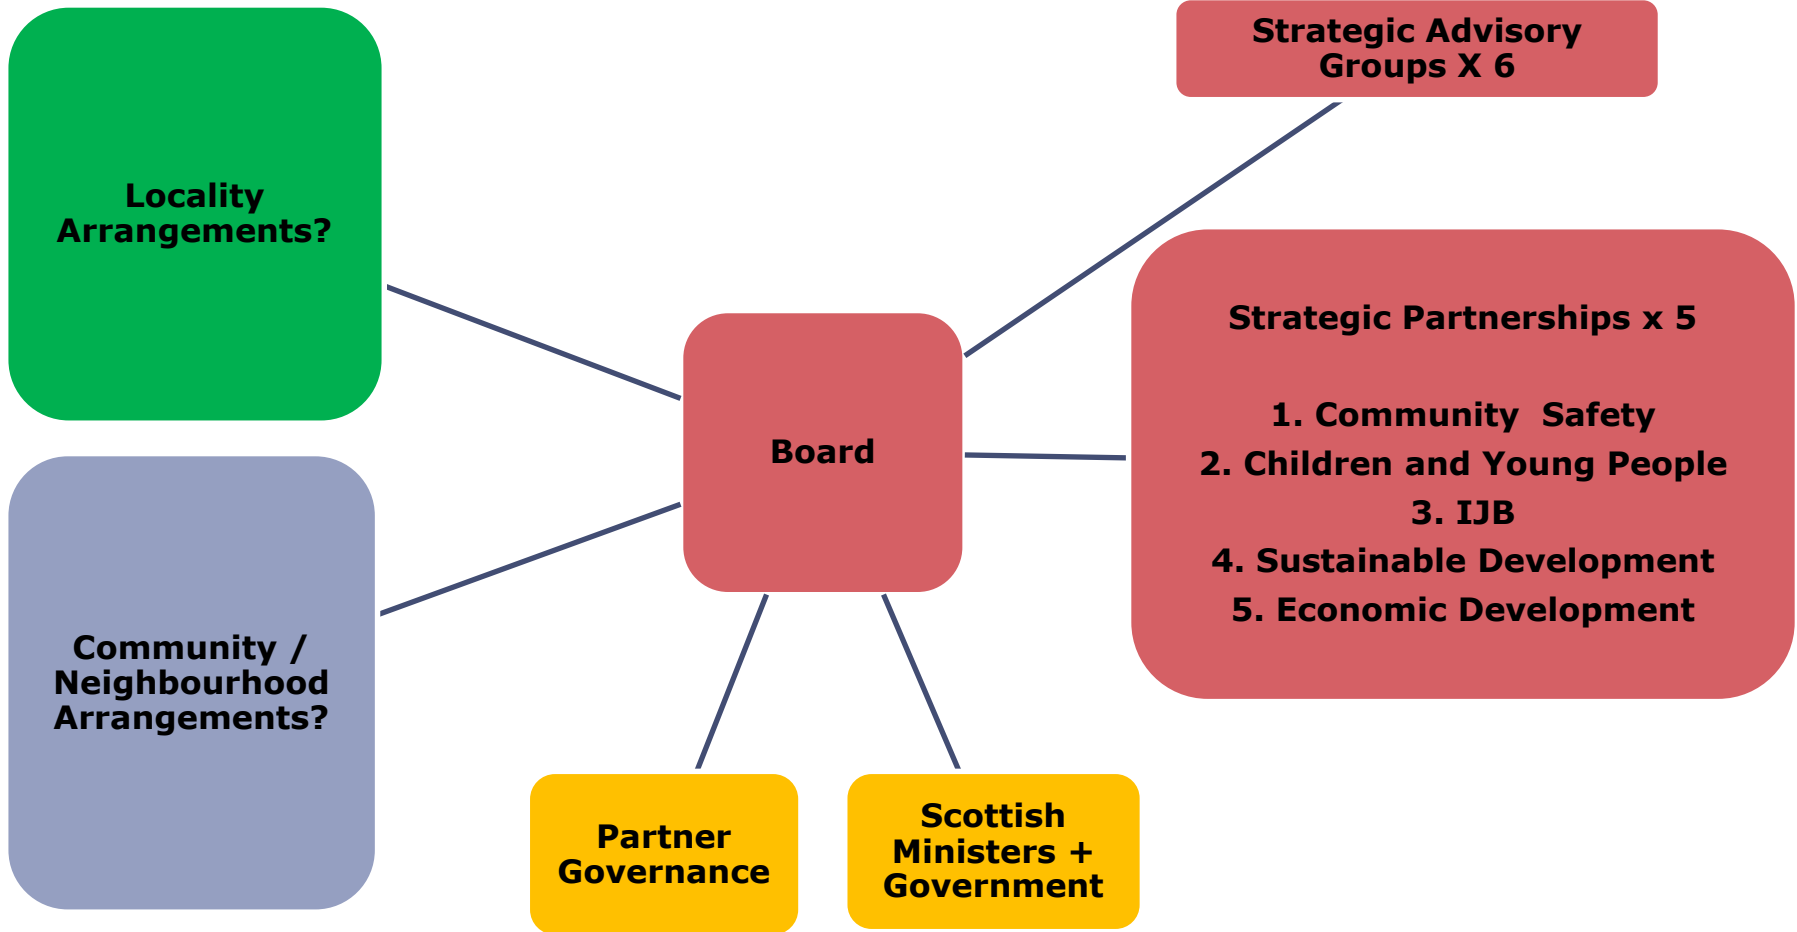 Strategic Advisory
Groups X 6
Locality
Arrangements?
Strategic Partnerships x 5
1. Community  Safety
2. Children and Young People
3. IJB
4. Sustainable Development
5. Economic Development
Board
Community /
Neighbourhood
Arrangements?
Partner
Governance
Scottish
Ministers +
Government